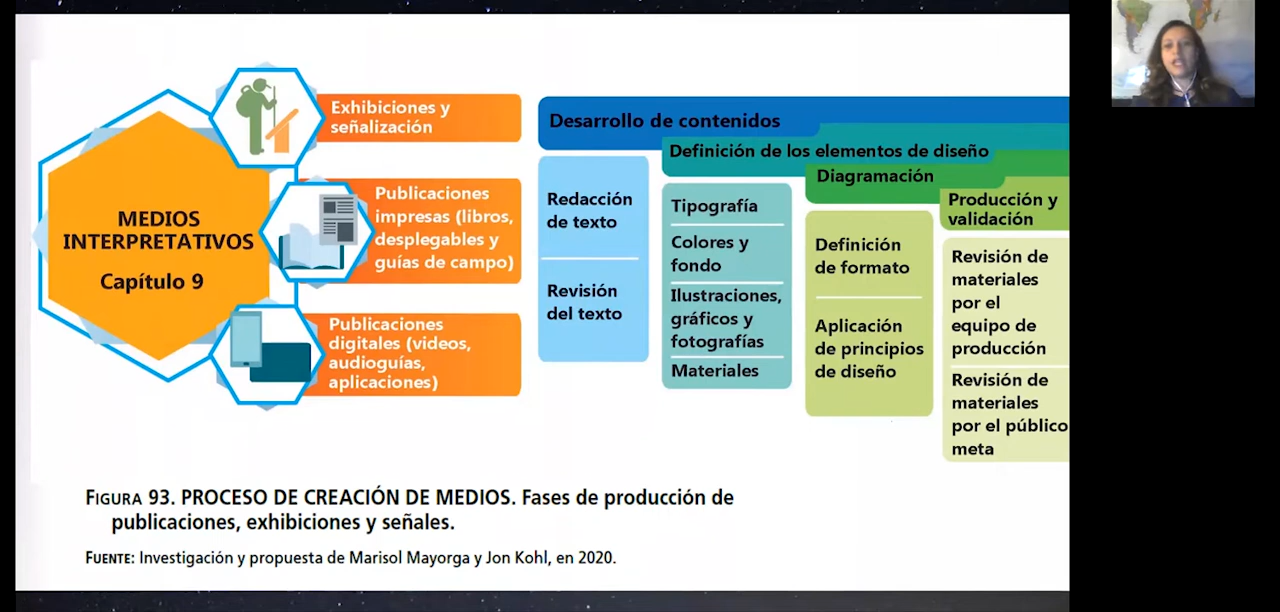 MEDIOS
INTERPRETATIVOS
Capítulo 9
Exhibiciones y
señalización
Publicaciones
impresas (libros,
desplegables y
guías de campo)
Publicaciones
digitales (videos,
audioguías,
aplicaciones)
Desarrollo de contenidos
Redacción
de texto
Revisión
del texto
Definición de los elementos de diseño
Tipografía
Colores y
fondo
Ilustraciones,
gráficos y
fotografías
Materiales
Diagramación
Definición
de formato
Aplicación
de principios
de diseño
Producción y
validación
Revisión de
materiales
por el
equipo de
producción
Revisión de
materiales
por el público
meta
FIGURA 93. PROCESO DE CREACIÓN DE MEDIOS. Fases de producción de
publicaciones, exhibiciones y señales.
FUENTE: Investigación y propuesta de Marisol Mayorga y Jon Kohl, en 2020.